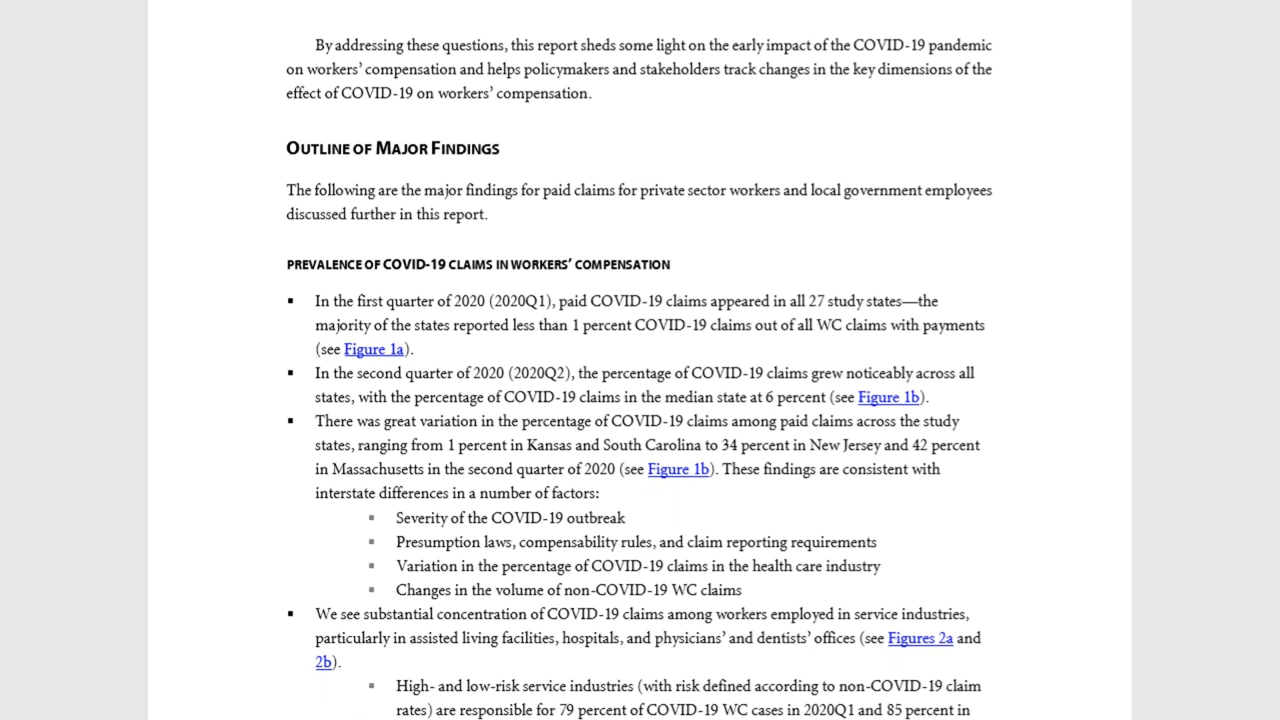 By addressing these questions, this report sheds some light on the early impact of the COVID-19 pandemic
on workers’ compensation and helps policymakers and stakeholders track changes in the key dimensions of the
effect of COVID-19 on workers’ compensation.
OUTLINE OF MAJOR FINDINGS
The following are the major findings for paid claims for private sector workers and local government employees
discussed further in this report.
PREVALENCE OF COVID-19 CLAIMS IN WORKERS’ COMPENSATION
▪ In the first quarter of 2020 (2020Q1), paid COVID-19 claims appeared in all 27 study states—the
majority of the states reported less than 1 percent COVID-19 claims out of all WC claims with payments
(see Figure 1a).
▪ In the second quarter of 2020 (2020Q2), the percentage of COVID-19 claims grew noticeably across all
states, with the percentage of COVID-19 claims in the median state at 6 percent (see Figure 1b).
▪ There was great variation in the percentage of COVID-19 claims among paid claims across the study
states, ranging from 1 percent in Kansas and South Carolina to 34 percent in New Jersey and 42 percent
in Massachusetts in the second quarter of 2020 (see Figure 1b). These findings are consistent with
interstate differences in a number of factors:
▪ Severity of the COVID-19 outbreak
▪ Presumption laws, compensability rules, and claim reporting requirements
▪ Variation in the percentage of COVID-19 claims in the health care industry
▪ Changes in the volume of non-COVID-19 WC claims
▪ We see substantial concentration of COVID-19 claims among workers employed in service industries,
particularly in assisted living facilities, hospitals, and physicians’ and dentists’ offices (see Figures 2a and
2b).
▪ High- and low-risk service industries (with risk defined according to non-COVID-19 claim
rates) are responsible for 79 percent of COVID-19 WC cases in 2020Q1 and 85 percent in